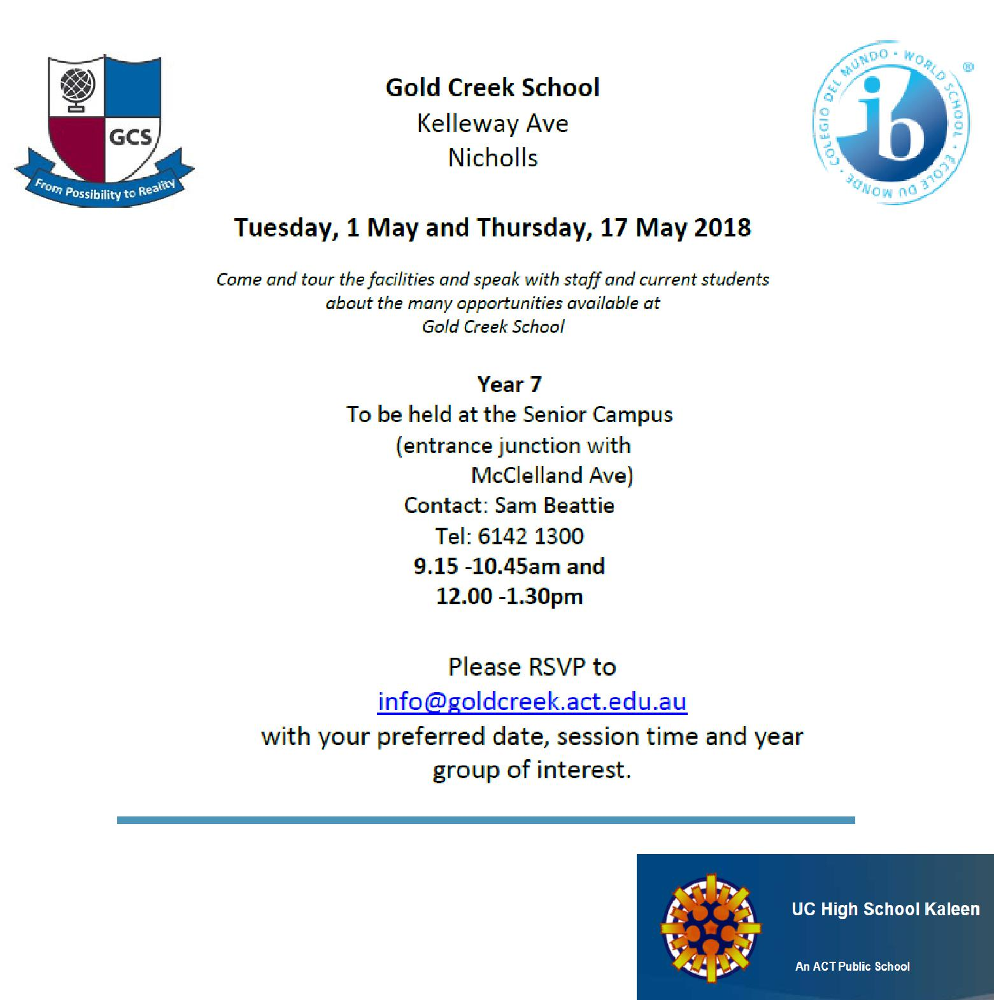 GCS
From Possibility to Reality
Gold Creek School
Kelleway Ave
Nicholls
COLEGIO DEL MUNDO · WORLD SCHOOL · ÉCOLE DU MONDE ·
ib
®
Tuesday, 1 May and Thursday, 17 May 2018
Come and tour the facilities and speak with staff and current students
about the many opportunities available at
Gold Creek School
Year 7
To be held at the Senior Campus
(entrance junction with
McClelland Ave)
Contact: Sam Beattie
Tel: 6142 1300
9.15 -10.45am and
12.00 -1.30pm
Please RSVP to
info@goldcreek.act.edu.au
with your preferred date, session time and year
group of interest.
UC High School Kaleen
An ACT Public School